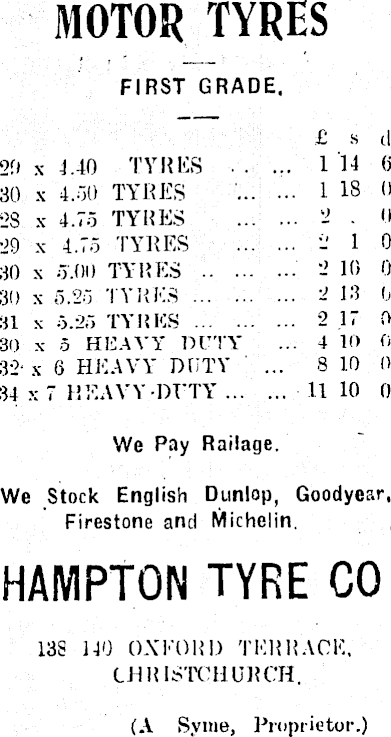 MOTOR TYRES
FIRST GRADE.
£ s d
29 x 4.40 TYRES .. ... 1 14 6
30 x 4.50 TYRES ... ... 1 18 0
28 x 4.75 TYRES ... ... 2 . 0
29 x 4.75 TYRES ... ... 2 1 0
30 x 5.00 TYRES .. ... ... 2 0
30 x 5.25 TYRES ... ... ... 2 13
31 x 5.25 TYRES ... ... ... 2 17 0
30 x 5 HEAVY DUTY ... 4 10
32 x 6 HEAVY DUTY ... 8 10 0
34 x 7 HEAVY-DUTY ... ... 11 10 0
We Pay Railage.
We Stock English Dunlop, Goodyear,
Firestone and Michelin.
HAMPTON TYRE CO
138 140 OXFORD TERRACE,
CHRISTCHURCH.
(A Syme, Proprietor.)